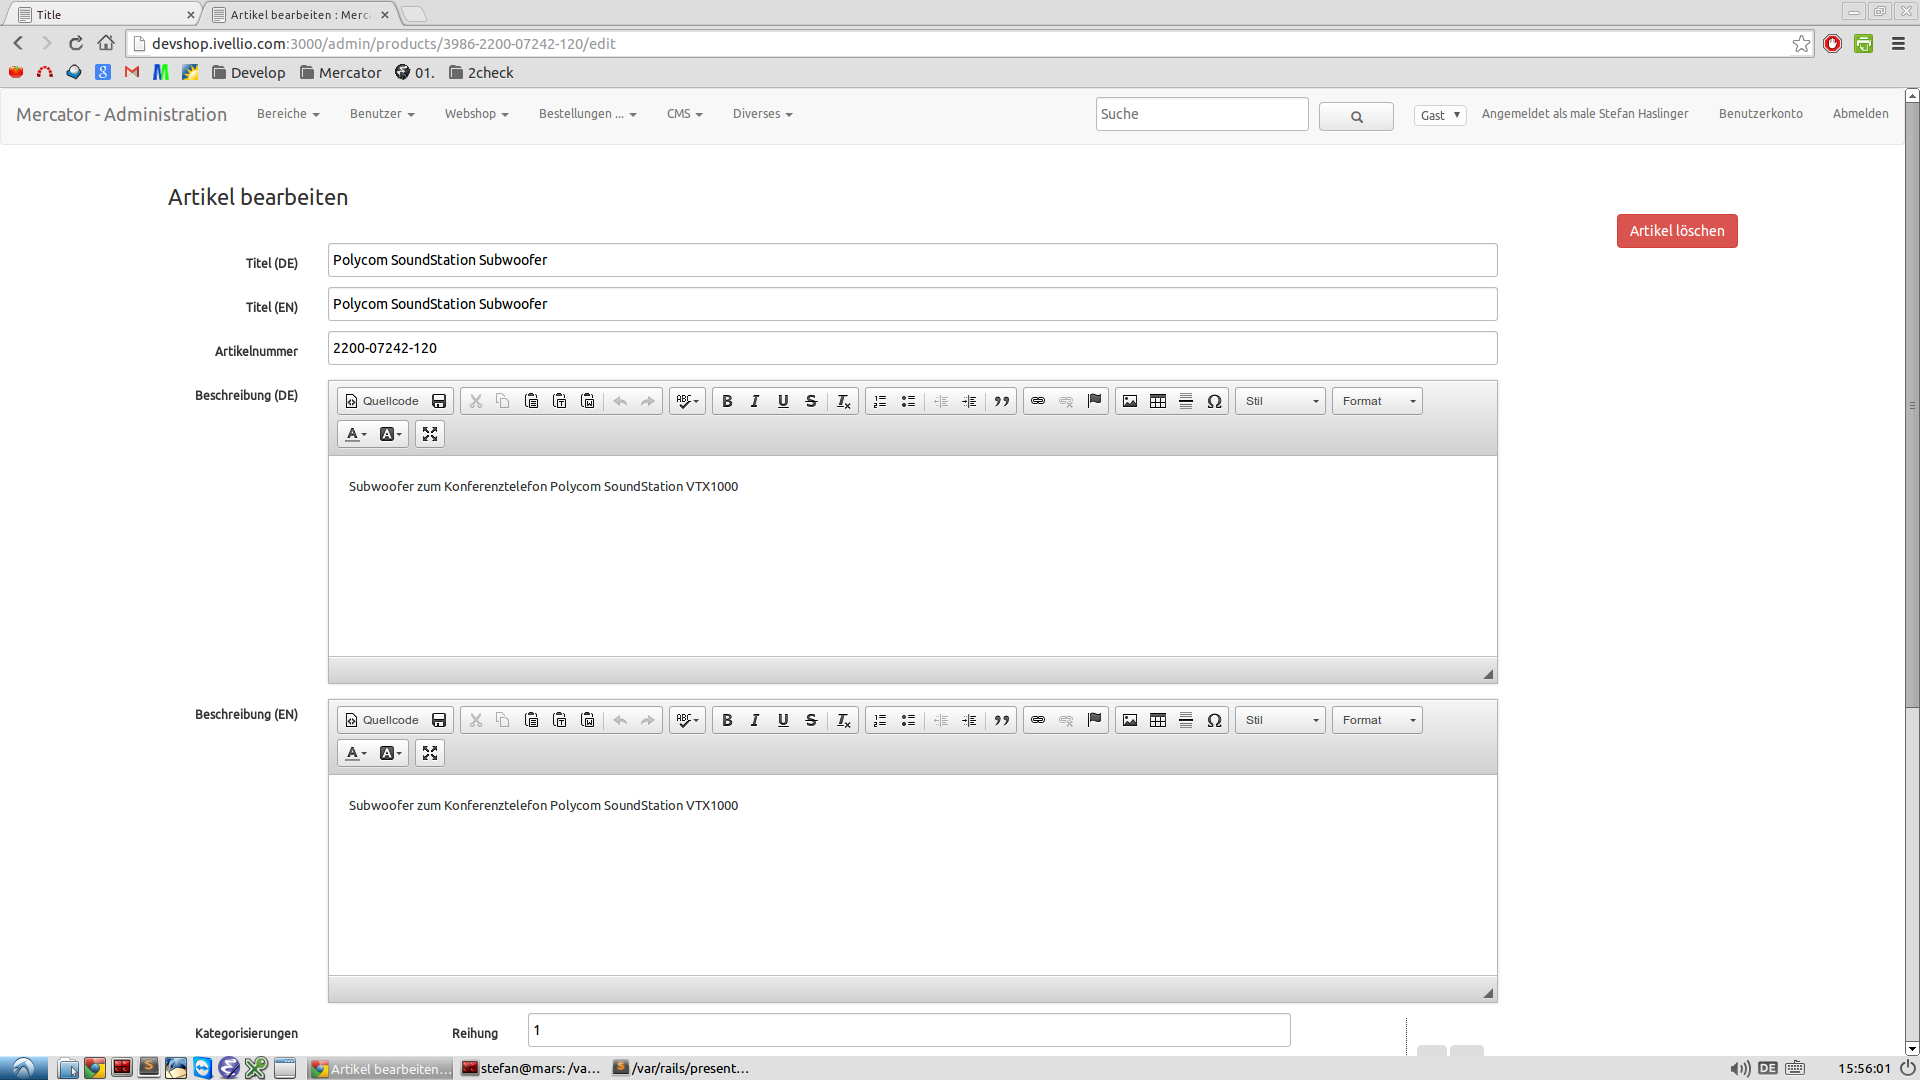 Title
Artikel bearbeiten : Merc
devshop.ivellio.com:3000/admin/products/3986-2200-07242-120/edit
Develop
Mercator
01.
2check
Mercator - Administration
Bereiche
Benutzer
Webshop
Bestellungen ...
CMS
Diverses
Suche
Gast
Angemeldet als male Stefan Haslinger
Benutzerkonto
Abmelden
Artikel bearbeiten
Artikel löschen
Titel (DE)
Polycom SoundStation Subwoofer
Titel (EN)
Polycom SoundStation Subwoofer
Artikelnummer
2200-07242-120
Beschreibung (DE)
Quellcode
ABC
B I U S Ix
Ω
Stil
Format
A
A
Subwoofer zum Konferenztelefon Polycom SoundStation VTX1000
Beschreibung (EN)
Quellcode
ABC
B I U S Ix
Ω
Stil
Format
A
A
Subwoofer zum Konferenztelefon Polycom SoundStation VTX1000
Kategorisierungen
Reihung
1
Artikel bearbeiten...
stefan@mars: /va...
/var/rails/present...
DE
15:56:01